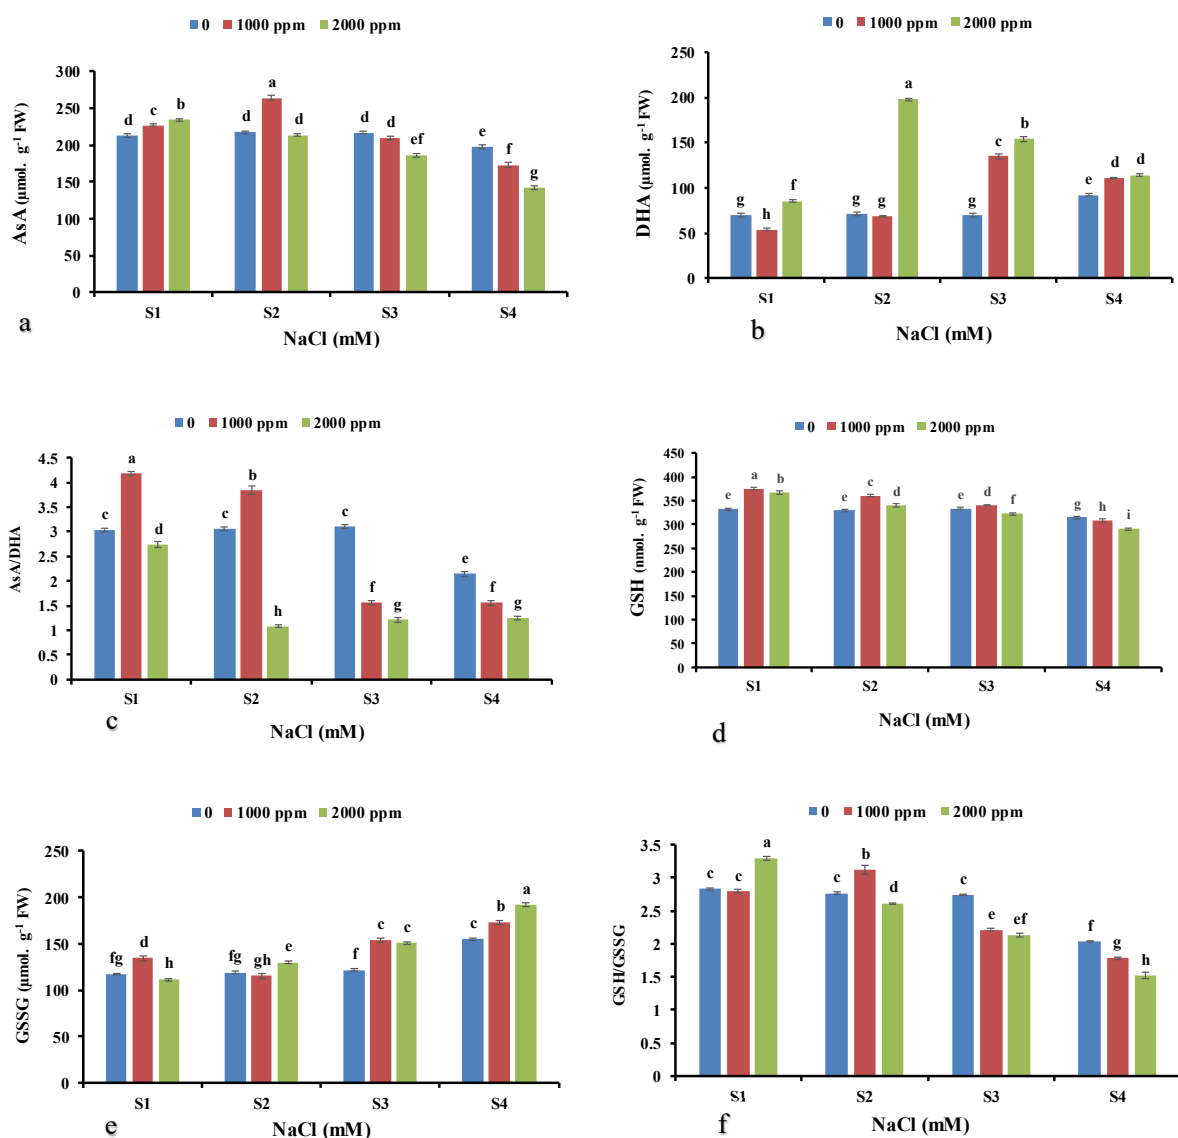 0 1000 ppm 2000 ppm
AsA (µmol. g-1 FW)
300
250
200
150
100
50
0
d c b
d a d
d d ef
e f g
S1 S2 S3 S4
NaCl (mM)
a
0 1000 ppm 2000 ppm
DHA (µmol. g-1 FW)
250
200
150
100
50
0
g h f
g g a
g c b
e d d
S1 S2 S3 S4
NaCl (mM)
b
0 1000 ppm 2000 ppm
AsA/DHA
4.5
4
3.5
3
2.5
2
1.5
1
0.5
0
c a d
c b h
c f g
e f g
S1 S2 S3 S4
NaCl (mM)
c
0 1000 ppm 2000 ppm
GSH (nmol. g-1 FW)
450
400
350
300
250
200
150
100
50
0
e a b
e c d
e d f
g h i
S1 S2 S3 S4
NaCl (mM)
d
0 1000 ppm 2000 ppm
GSSG (µmol. g-1 FW)
250
200
150
100
50
0
fg d h
fg gh e
f c c
c b a
S1 S2 S3 S4
NaCl (mM)
e
0 1000 ppm 2000 ppm
GSH/GSSG
3.5
3
2.5
2
1.5
1
0.5
0
c c a
c b d
c e ef
f g h
S1 S2 S3 S4
NaCl (mM)
f